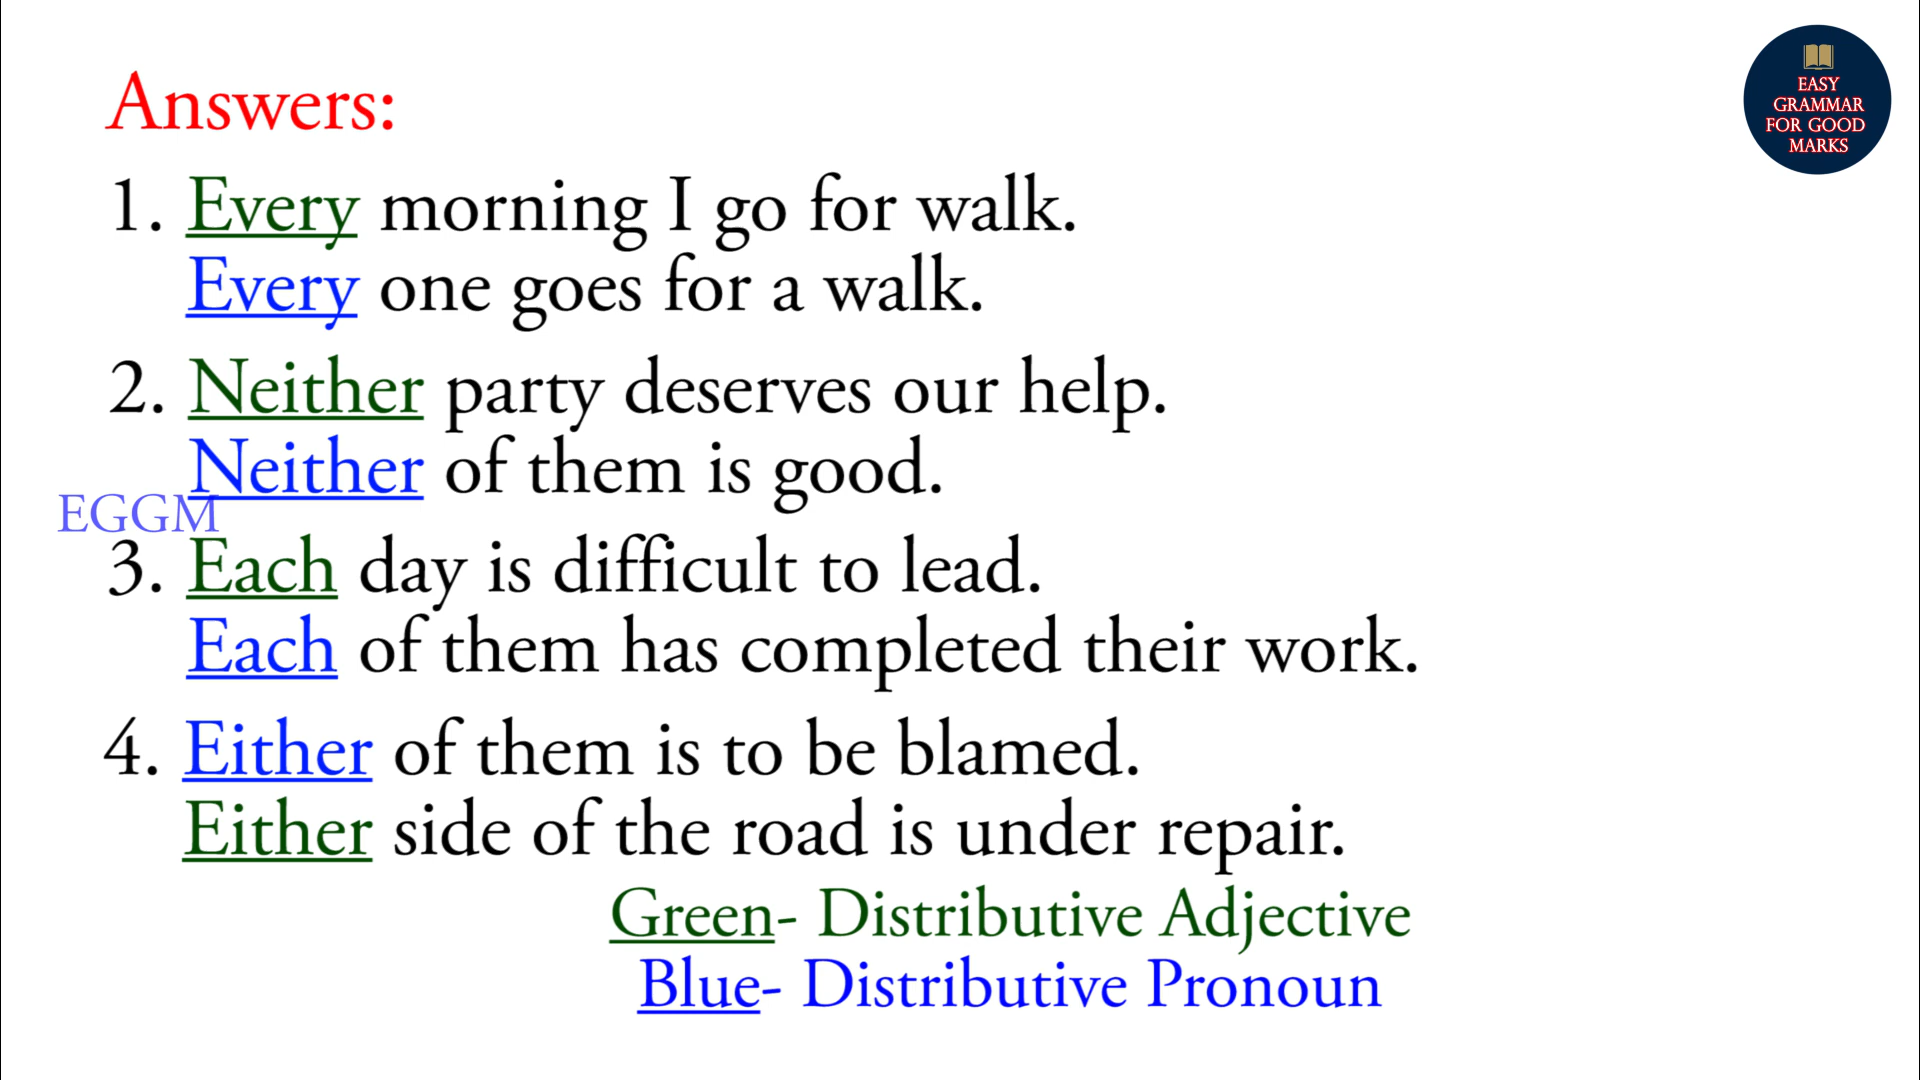 Answers:
EASY
GRAMMAR
FOR GOOD
MARKS
1. Every morning I go for walk.
Every one goes for a walk.
2. Neither party deserves our help.
Neither of them is good.
EGGM
3. Each day is difficult to lead.
Each of them has completed their work.
4. Either of them is to be blamed.
Either side of the road is under repair.
Green- Distributive Adjective
Blue- Distributive Pronoun